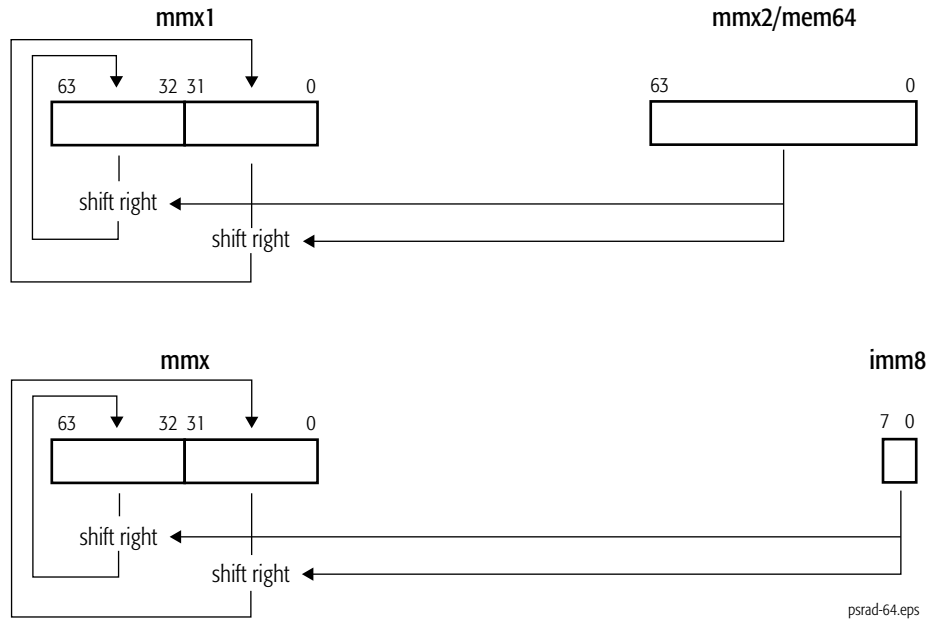 mmx1 mmx2/mem64
63 32 31 0 63 0
shift right
shift right
mmx imm8
63 32 31 0 7 0
shift right
shift right
psrad-64.eps